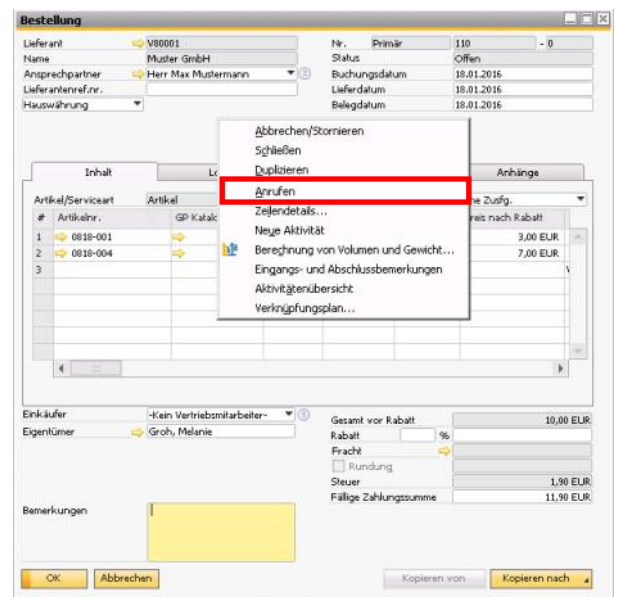 Bestellung
Lieferant V80001 Nr. Primär 110 - 0
Name Muster GmbH Status Offen
Ansprechpartner Herr Max Mustermann Buchungsdatum 18.01.2016
Lieferantenref.nr. Lieferdatum 18.01.2016
Hauswährung Belegdatum 18.01.2016
Abbrechen/Stornieren
Schließen
Duplizieren
Anrufen
Zeilendetails...
Neue Aktivität
Berechnung von Volumen und Gewicht...
Eingangs- und Abschlussbemerkungen
Aktivitätenübersicht
Verknüpfungsplan...
Inhalt Anhänge
Artikel/Serviceart Artikel Zusfg.
# Artikelnr. GP Katalo nach Rabatt
1 0818-001 3,00 EUR
2 0818-004 7,00 EUR
3
Einkäufer -Kein Vertriebsmitarbeiter- Gesamt vor Rabatt 10,00 EUR
Eigentümer Groh, Melanie Rabatt %
Fracht
Rundung
Steuer 1,90 EUR
Fällige Zahlungssumme 11,90 EUR
Bemerkungen
OK Abbrechen Kopieren von Kopieren nach